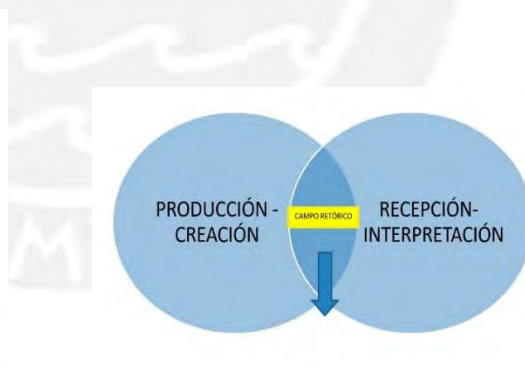 PRODUCCIÓN -
CREACIÓN
CAMPO RETÓRICO
RECEPCIÓN-
INTERPRETACIÓN